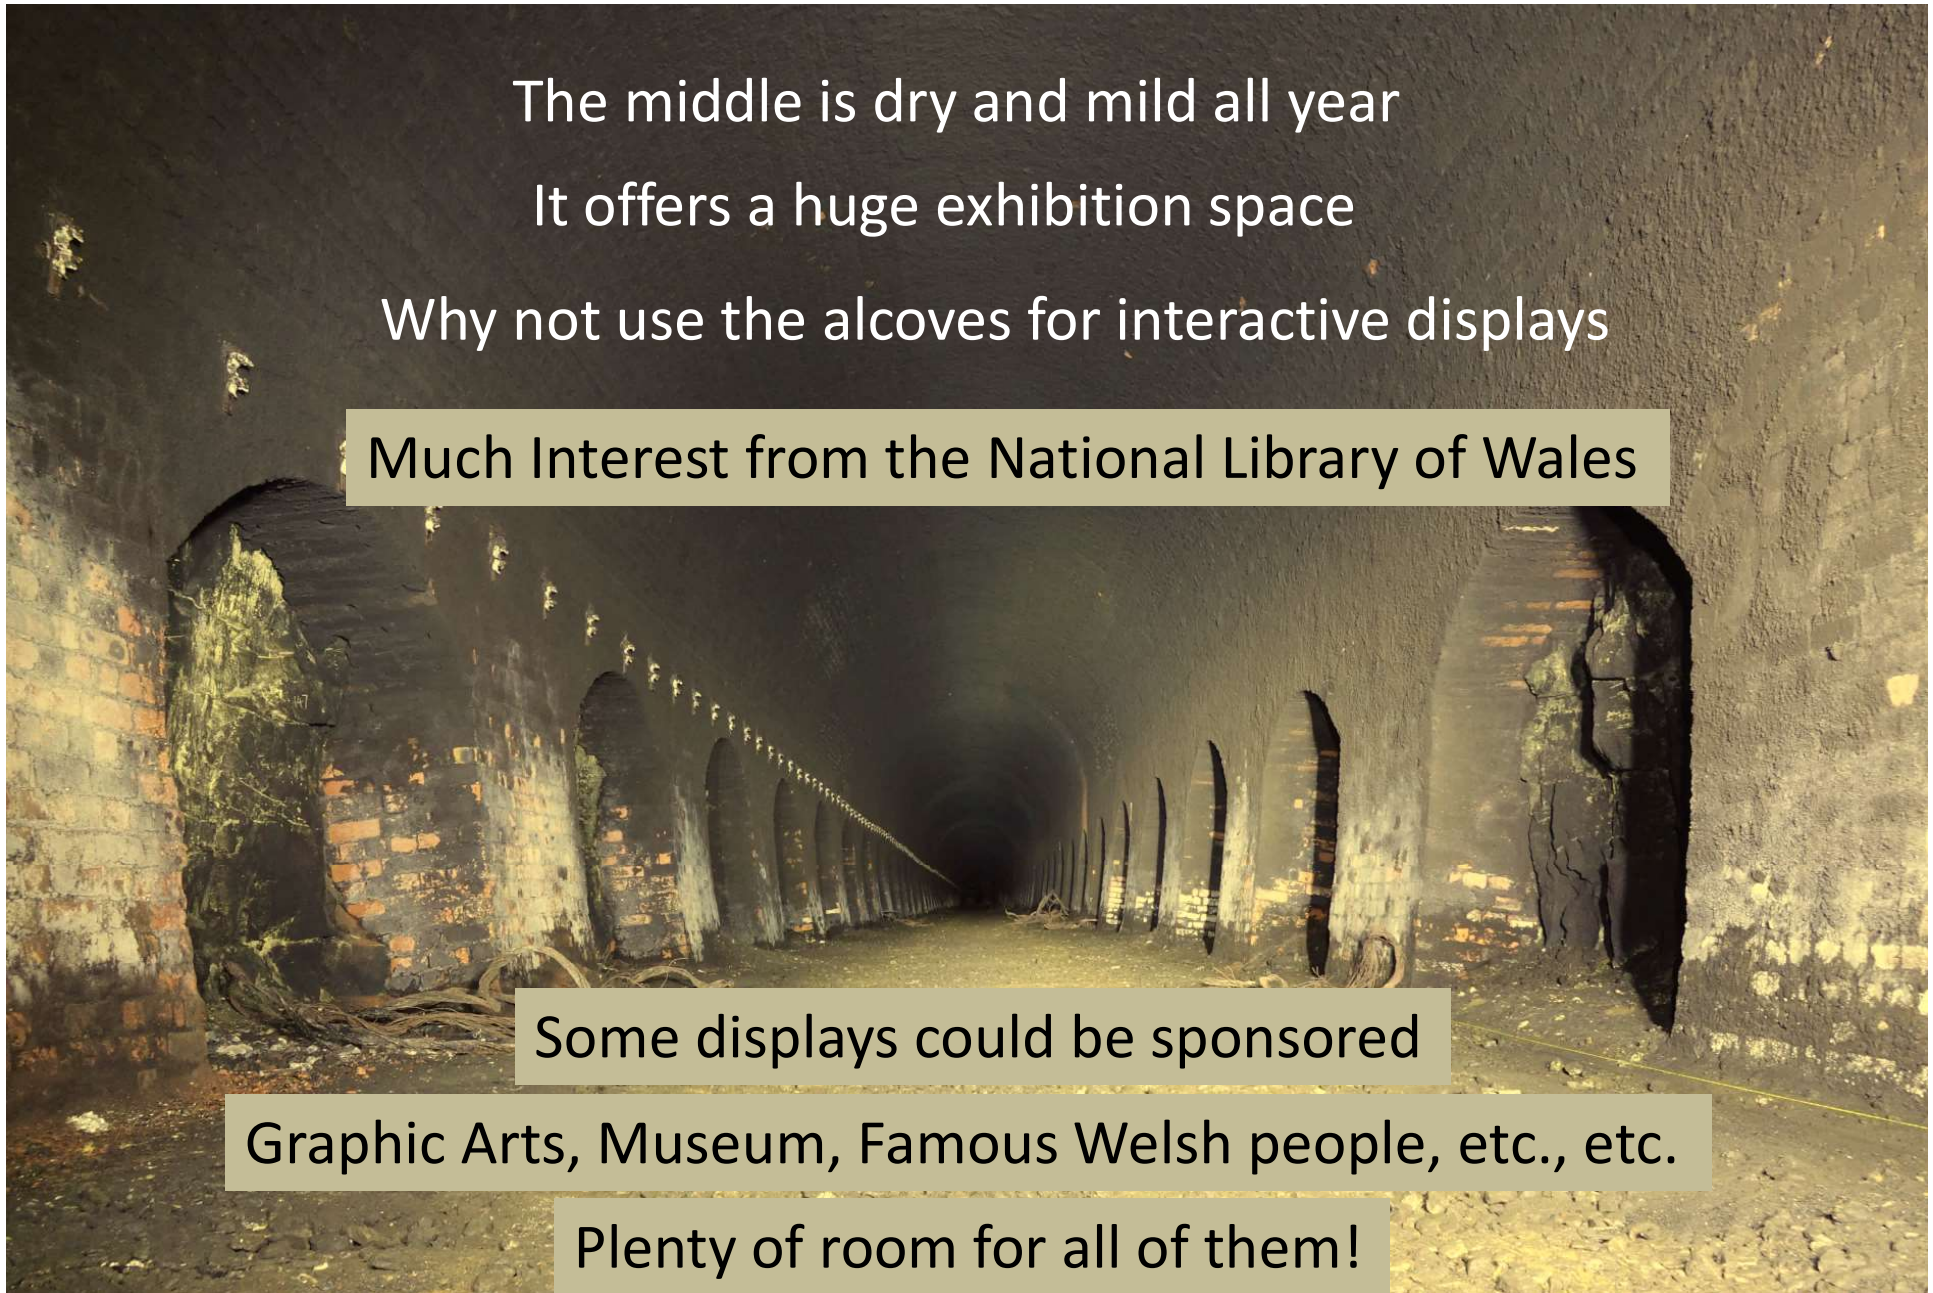 The middle is dry and mild all year
It offers a huge exhibition space
Why not use the alcoves for interactive displays
Much Interest from the National Library of Wales
Some displays could be sponsored
Graphic Arts, Museum, Famous Welsh people, etc., etc.
Plenty of room for all of them!